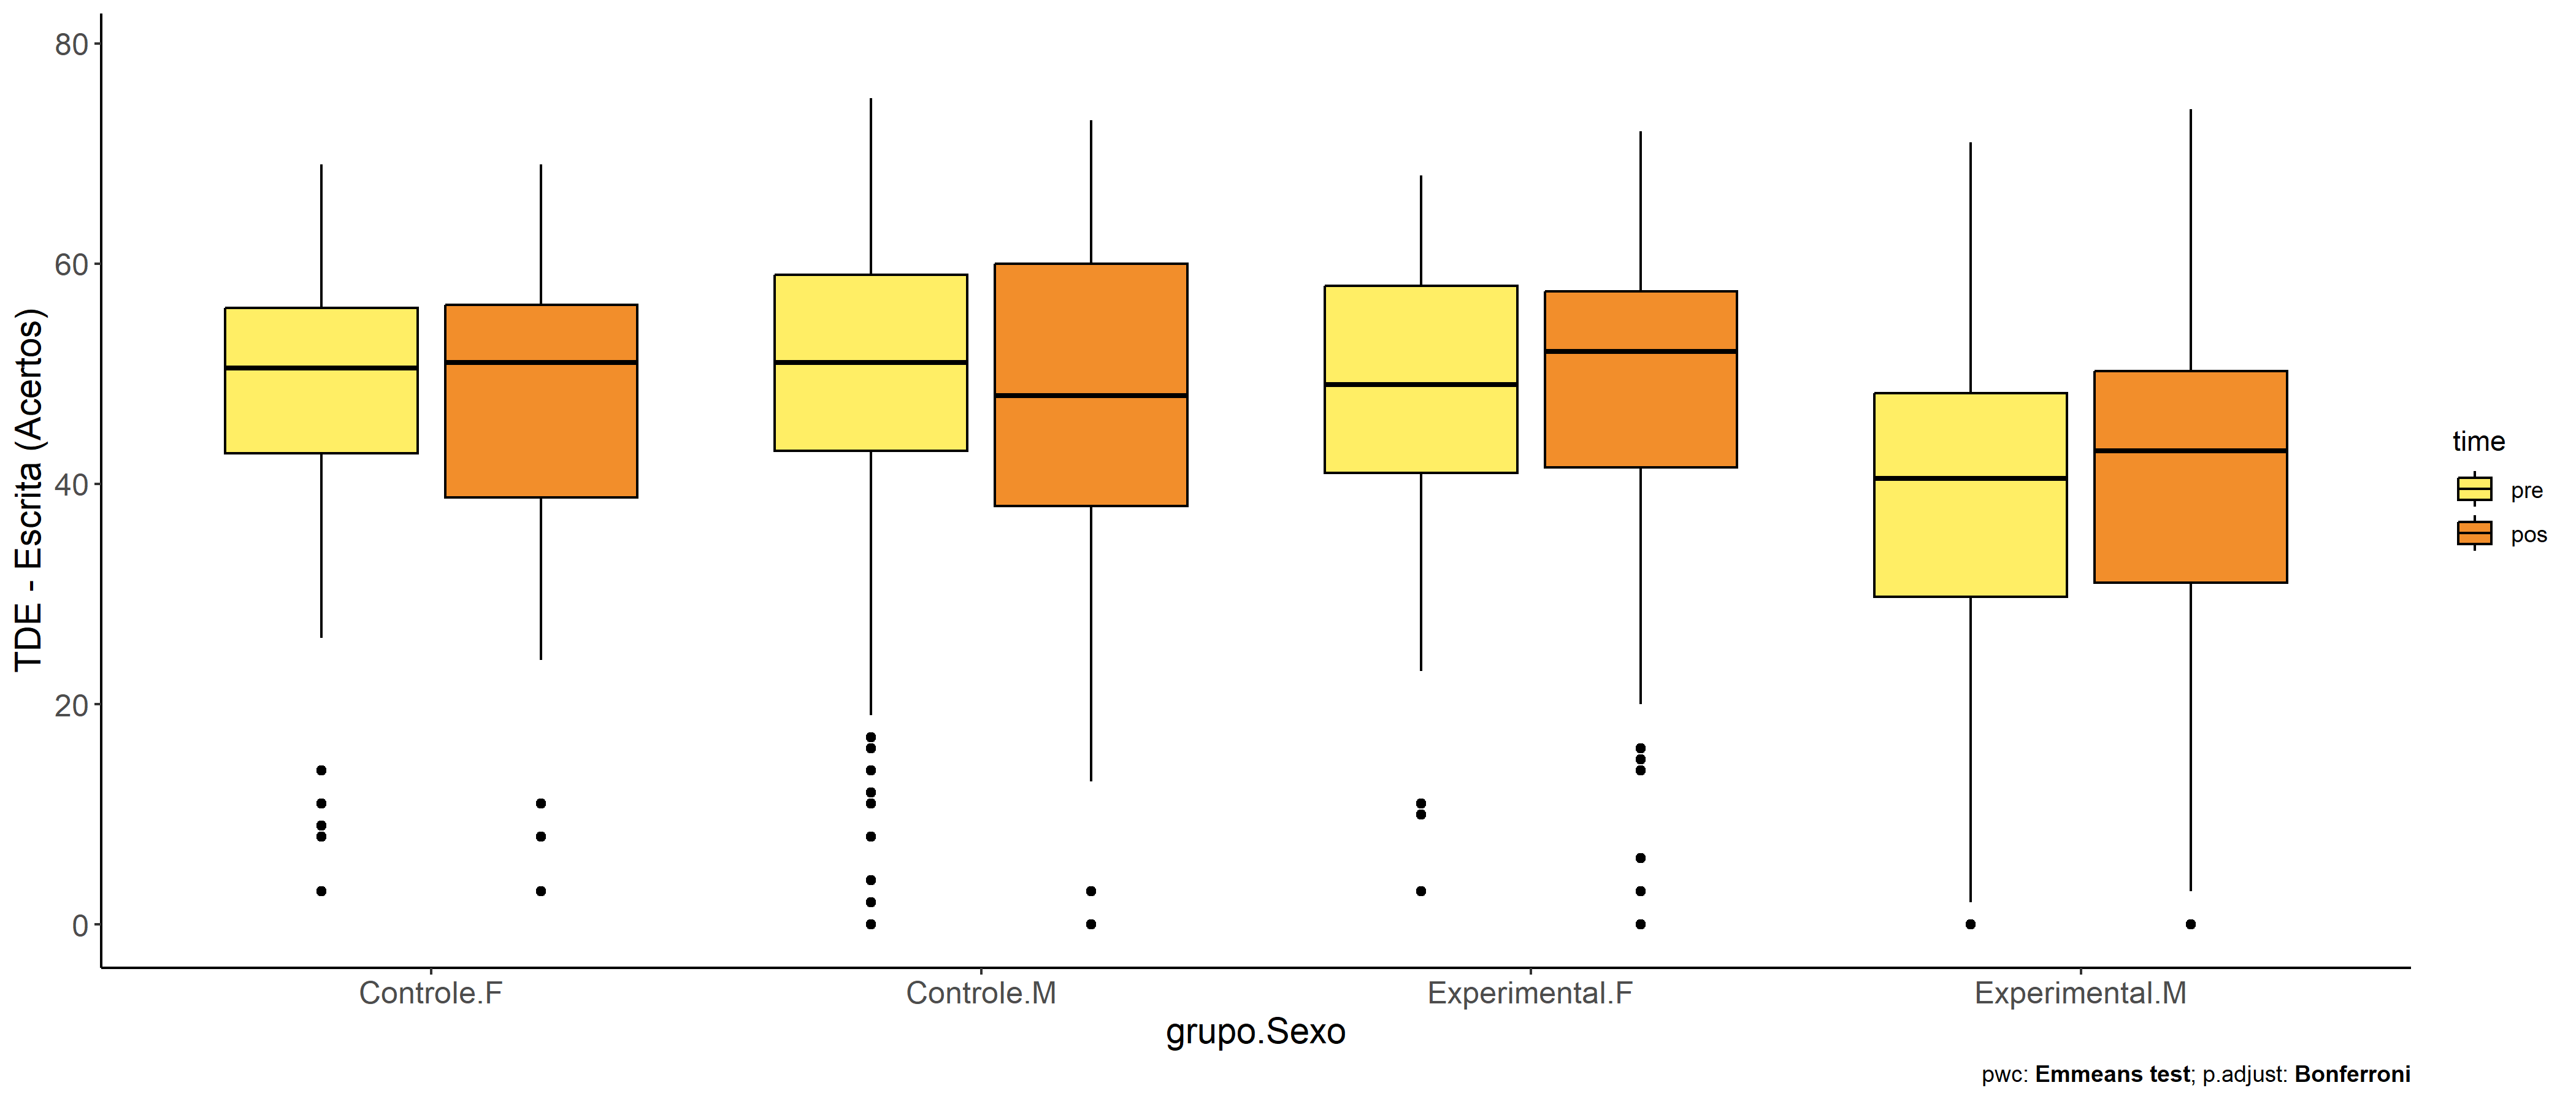 80
60
40
20
0
TDE - Escrita (Acertos)
Controle.F
Controle.M
Experimental.F
Experimental.M
grupo.Sexo
time
pre
pos
pwc: Emmeans test; p.adjust: Bonferroni